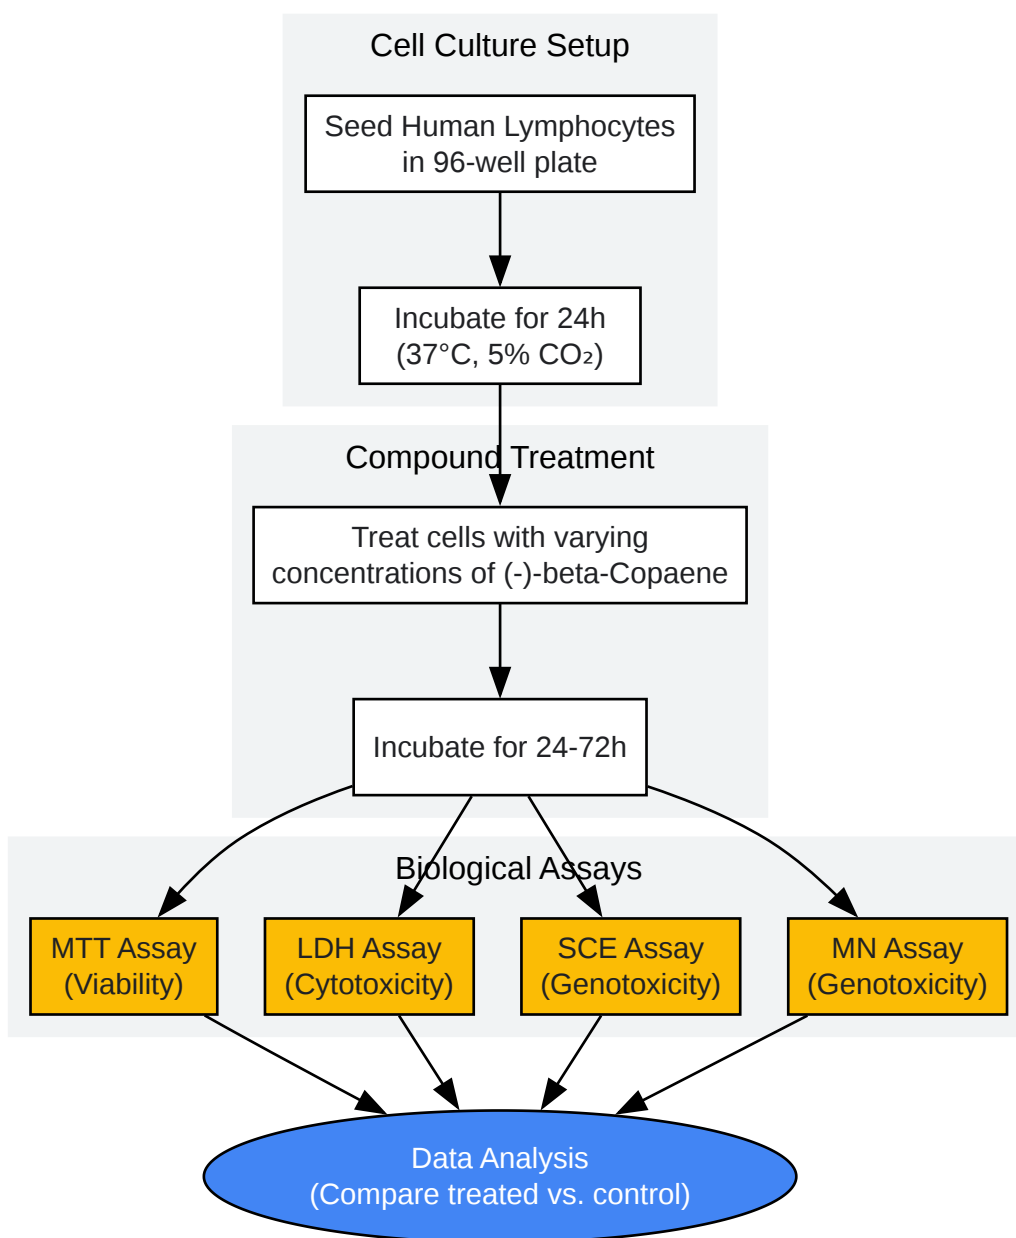 Cell Culture Setup
Seed Human Lymphocytes
in 96-well plate
Incubate for 24h
(37°C, 5% CO₂)
Compound Treatment
Treat cells with varying
concentrations of (-)-beta-Copaene
Incubate for 24-72h
Biological Assays
MTT Assay
(Viability)
LDH Assay
(Cytotoxicity)
SCE Assay
(Genotoxicity)
MN Assay
(Genotoxicity)
Data Analysis
(Compare treated vs. control)